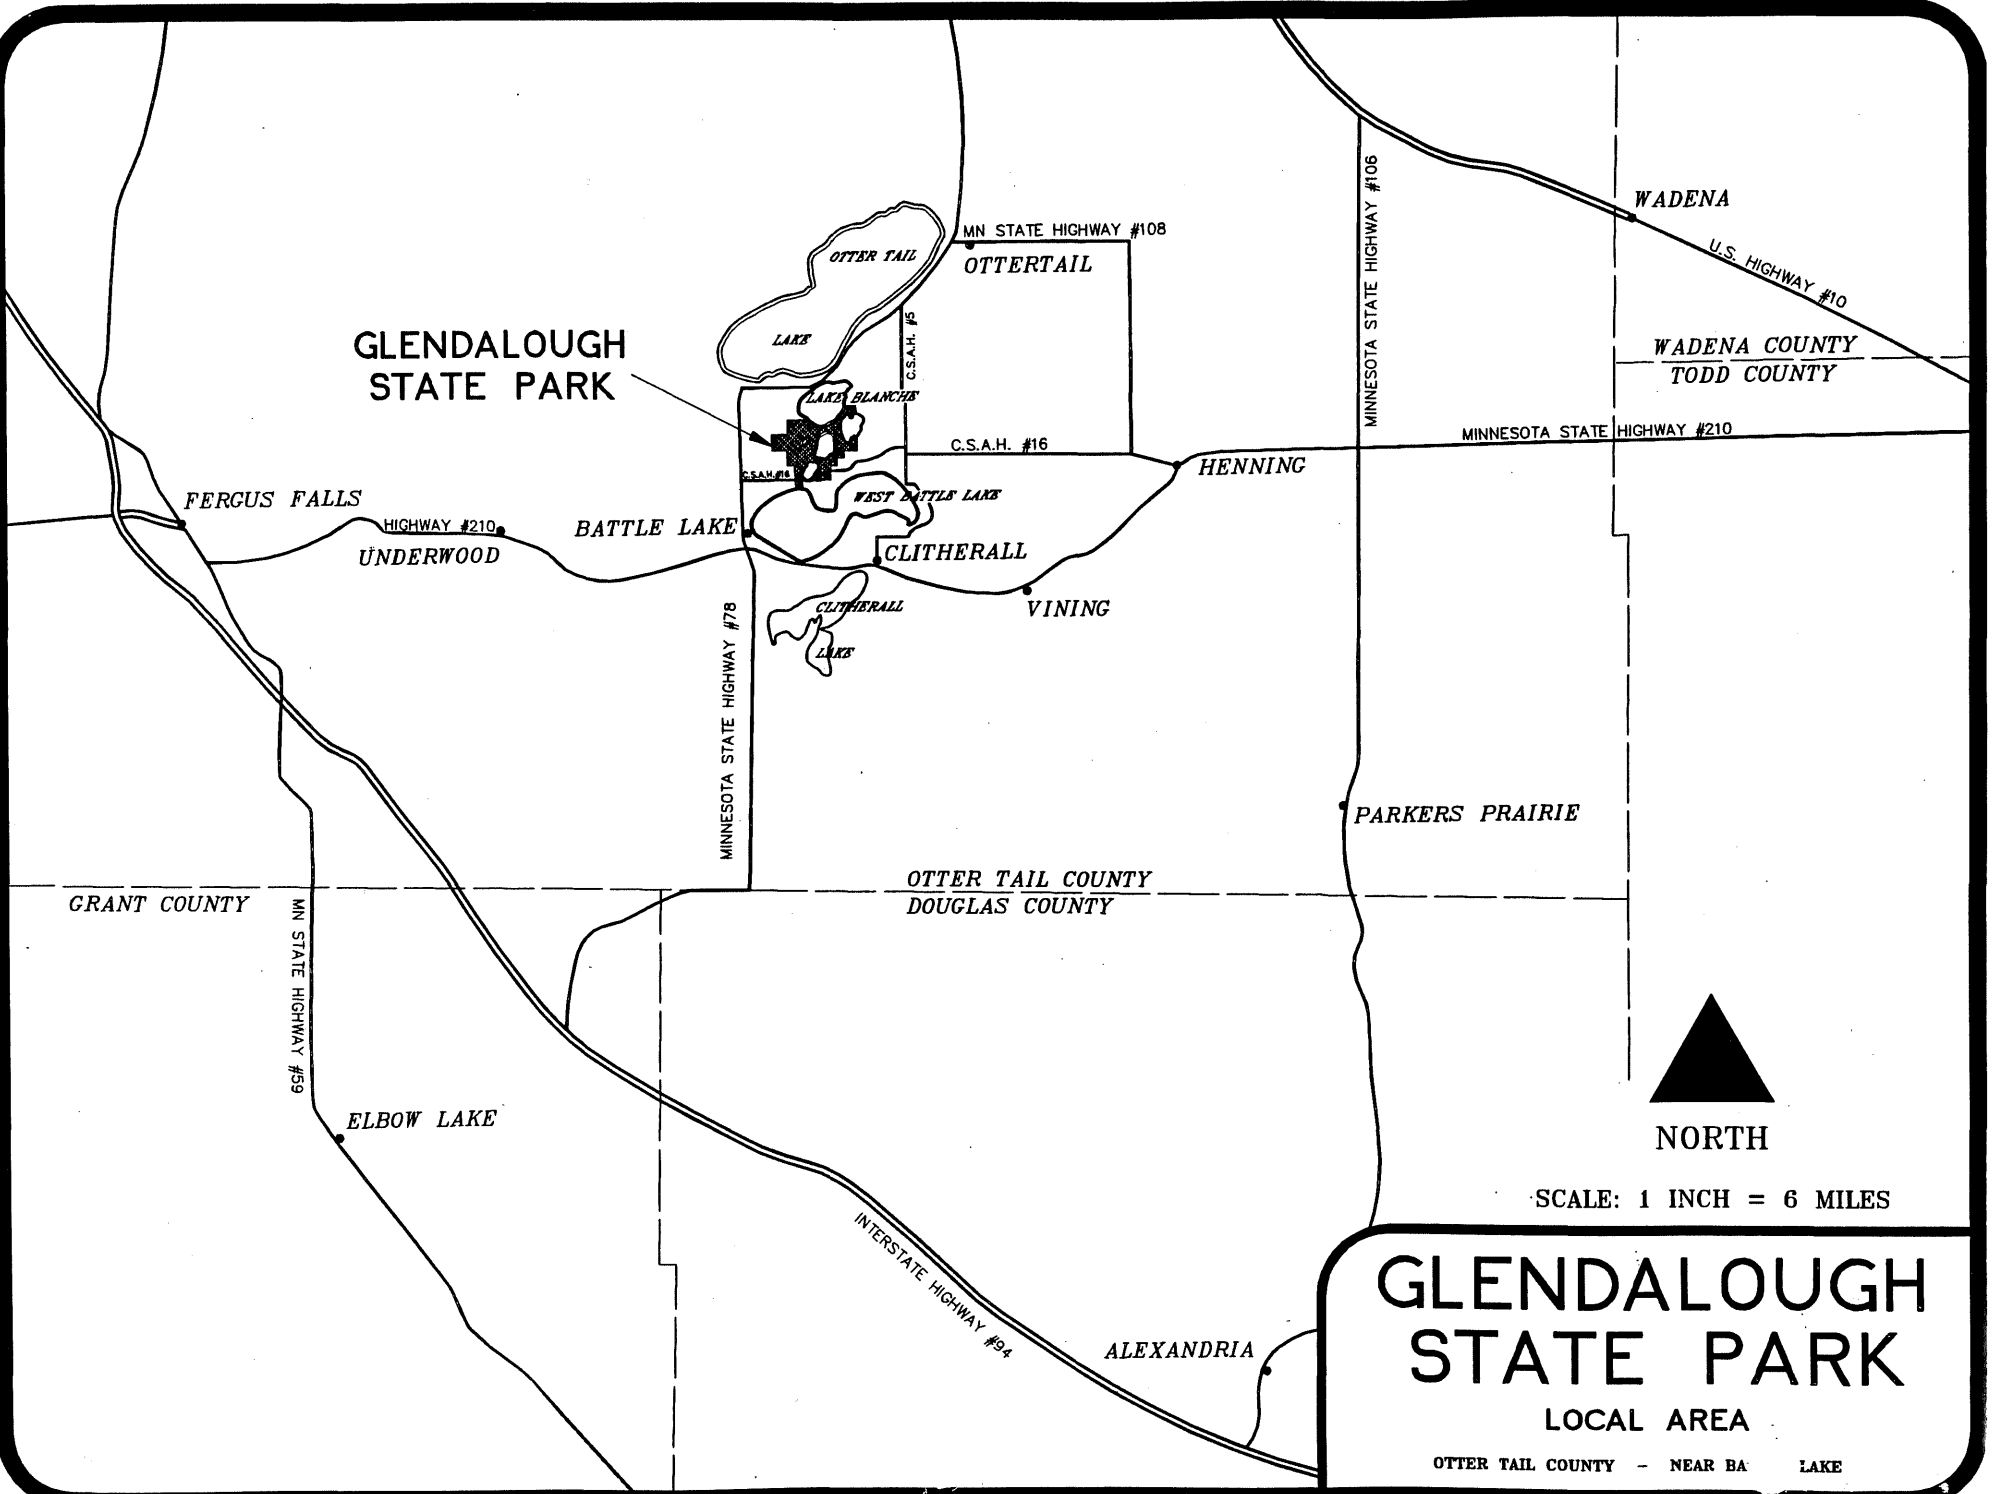 WADENA
MINNESOTA STATE HIGHWAY #106
MN STATE HIGHWAY #108
OTTER TAIL
OTTERTAIL
U.S. HIGHWAY #10
C.S.A.H. #5
LAKE
GLENDALOUGH
STATE PARK
WADENA COUNTY
TODD COUNTY
LAKE BLANCHE
MINNESOTA STATE HIGHWAY #210
C.S.A.H. #16
HENNING
C.S.A.H. #16
FERGUS FALLS
WEST BATTLE LAKE
HIGHWAY #210
BATTLE LAKE
UNDERWOOD
CLITHERALL
CLITHERALL
VINING
LAKE
MINNESOTA STATE HIGHWAY #78
PARKERS PRAIRIE
OTTER TAIL COUNTY
GRANT COUNTY
DOUGLAS COUNTY
MN STATE HIGHWAY #59
ELBOW LAKE
NORTH
SCALE: 1 INCH = 6 MILES
INTERSTATE HIGHWAY #94
ALEXANDRIA
GLENDALOUGH
STATE PARK
LOCAL AREA
OTTER TAIL COUNTY - NEAR BA LAKE